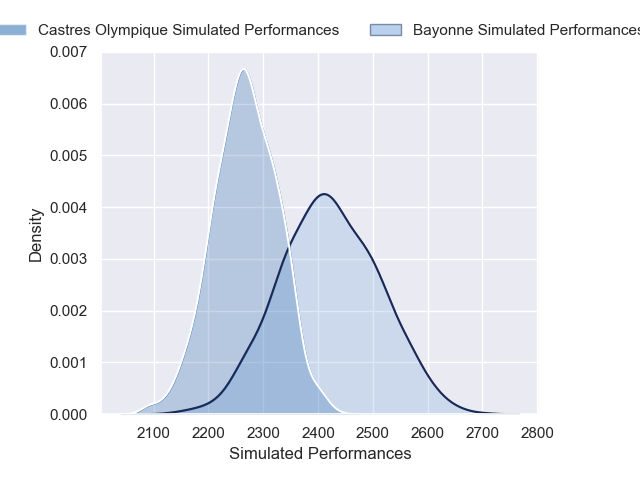 Castres Olympique Simulated Performances
Bayonne Simulated Performances
0.007
0.006
0.005
0.004
0.003
0.002
0.001
0.000
Density
2100 2200 2300 2400 2500 2600 2700 2800
Simulated Performances